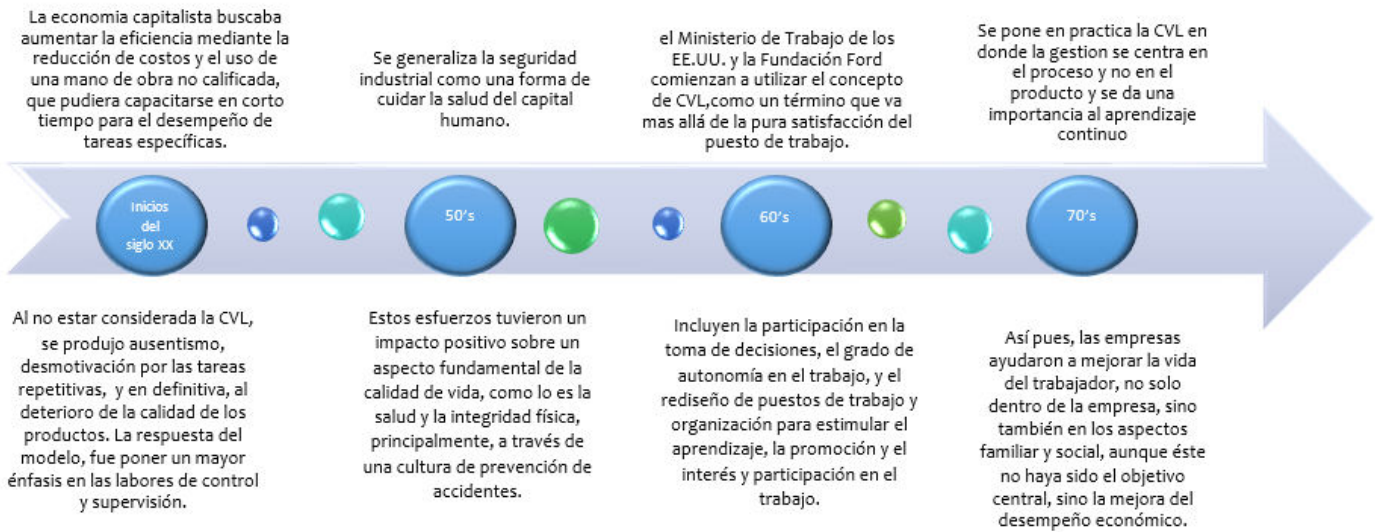 La economia capitalista buscaba
aumentar la eficiencia mediante la
reducción de costos y el uso de
una mano de obra no calificada,
que pudiera capacitarse en corto
tiempo para el desempeño de
tareas específicas.
Se generaliza la seguridad
industrial como una forma de
cuidar la salud del capital
humano.
el Ministerio de Trabajo de los
EE.UU. y la Fundación Ford
comienzan a utilizar el concepto
de CVL,como un término que va
mas allá de la pura satisfacción del
puesto de trabajo.
Se pone en practica la CVL en
donde la gestion se centra en
el proceso y no en el
producto y se da una
importancia al aprendizaje
continuo
Inicios
del
siglo XX
50's
60's
70's
Al no estar considerada la CVL,
se produjo ausentismo,
desmotivación por las tareas
repetitivas, y en definitiva, al
deterioro de la calidad de los
productos. La respuesta del
modelo, fue poner un mayor
énfasis en las labores de control
y supervisión.
Estos esfuerzos tuvieron un
impacto positivo sobre un
aspecto fundamental de la
calidad de vida, como lo es la
salud y la integridad física,
principalmente, a través de
una cultura de prevención de
accidentes.
Incluyen la participación en la
toma de decisiones, el grado de
autonomía en el trabajo, y el
rediseño de puestos de trabajo y
organización para estimular el
aprendizaje, la promoción y el
interés y participación en el
trabajo.
Así pues, las empresas
ayudaron a mejorar la vida
del trabajador, no solo
dentro de la empresa, sino
también en los aspectos
familiar y social, aunque éste
no haya sido el objetivo
central, sino la mejora del
desempeño económico.